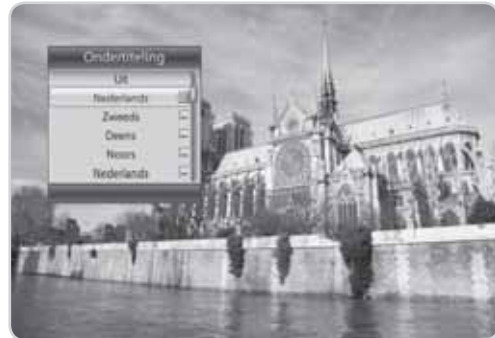 Ondertiteling
Uit
Nederlands
Zweeds
Deens
Noors
Nederlands